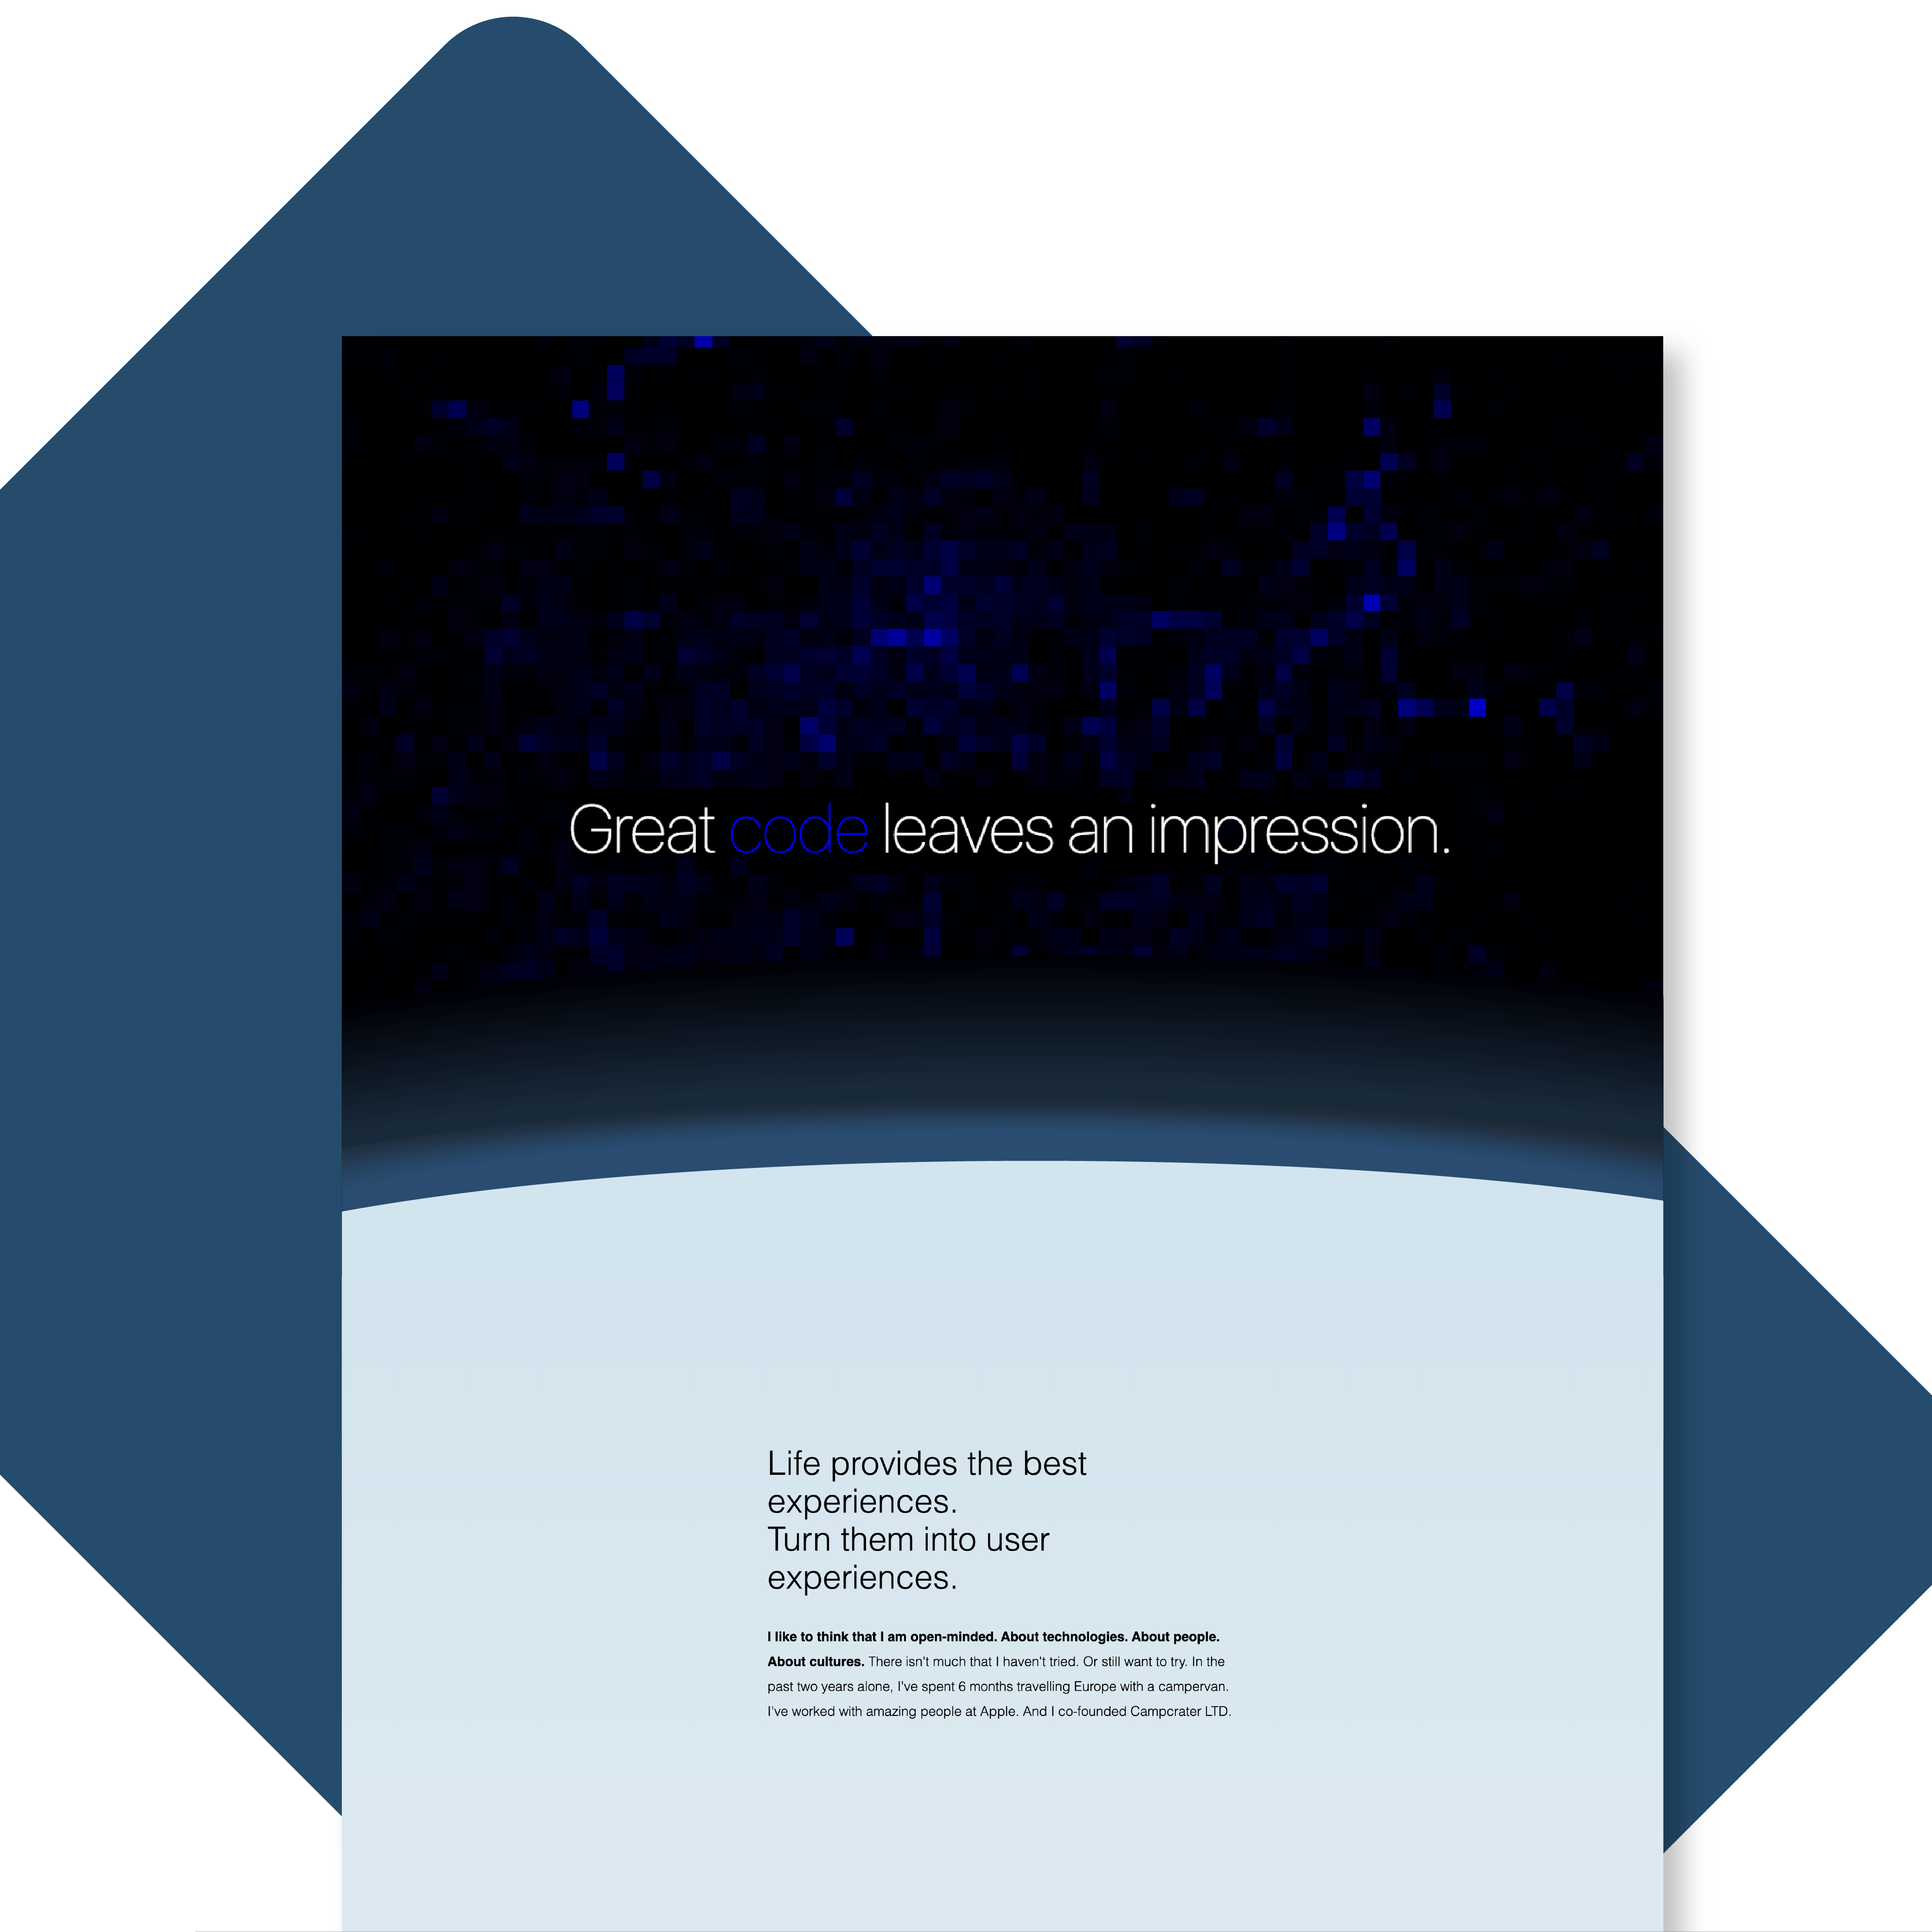 Great code leaves an impression.
Life provides the best
experiences.
Turn them into user
experiences.
I like to think that I am open-minded. About technologies. About people.
About cultures. There isn't much that I haven't tried. Or still want to try. In the
past two years alone, I've spent 6 months travelling Europe with a campervan.
I've worked with amazing people at Apple. And I co-founded Campcrater LTD.